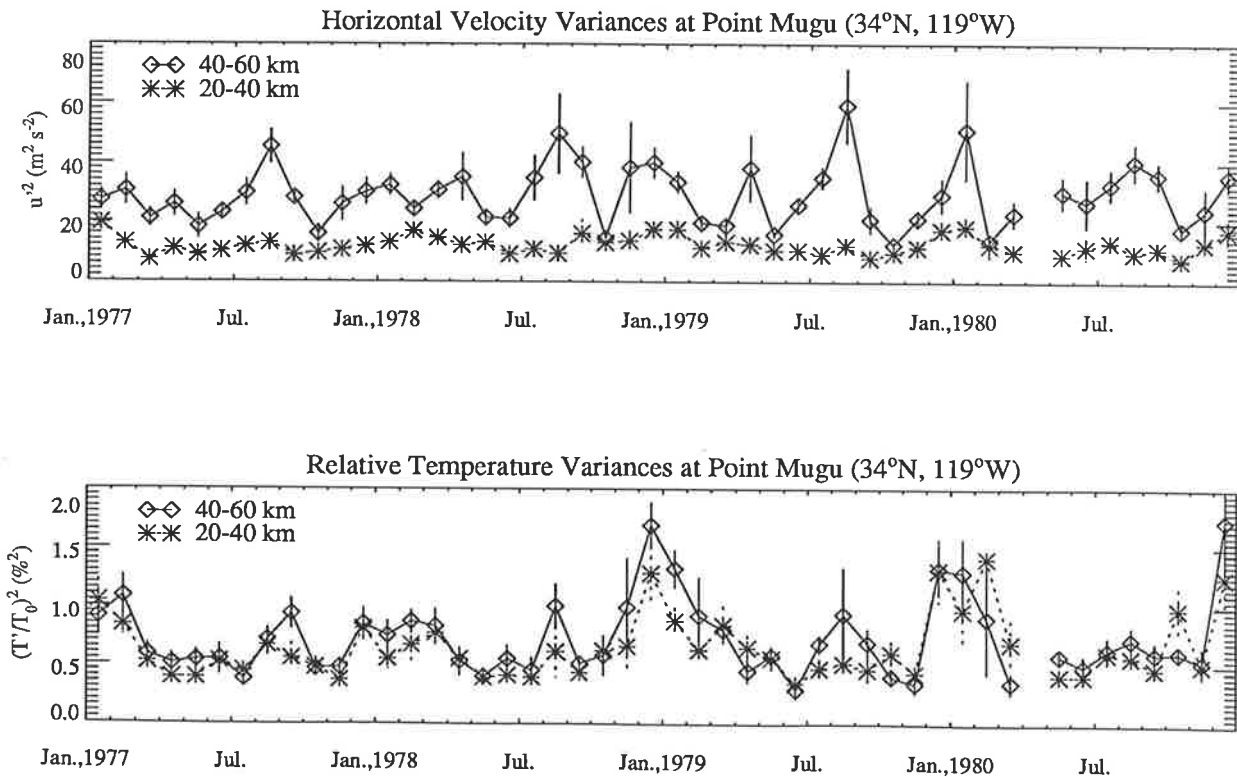 Horizontal Velocity Variances at Point Mugu (34°N, 119°W)
40-60 km
20-40 km
u'² (m² s⁻²)
80
60
40
20
0
Jan.,1977 Jul. Jan.,1978 Jul. Jan.,1979 Jul. Jan.,1980 Jul.
Relative Temperature Variances at Point Mugu (34°N, 119°W)
40-60 km
20-40 km
(T'/T₀)² (%²)
2.0
1.5
1.0
0.5
0.0
Jan.,1977 Jul. Jan.,1978 Jul. Jan.,1979 Jul. Jan.,1980 Jul.